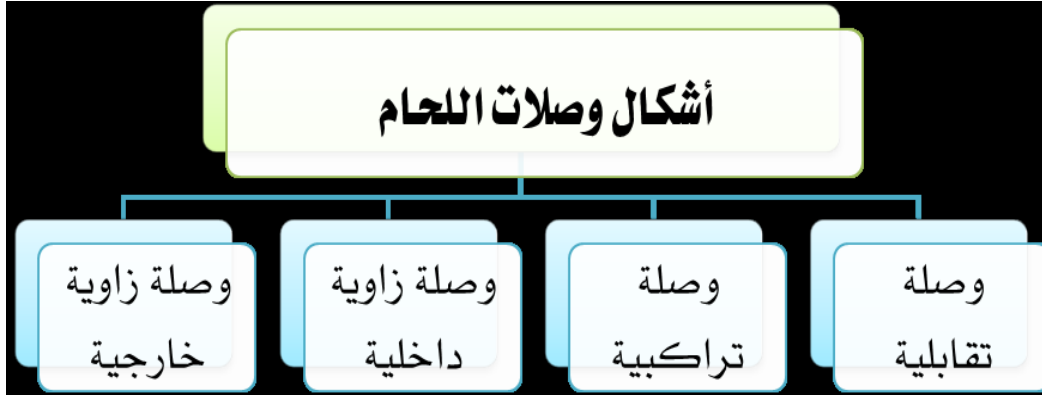 أشكال وصلات اللحام
وصلة
تقابلية
وصلة
تراكبية
وصلة زاوية
داخلية
وصلة زاوية
خارجية